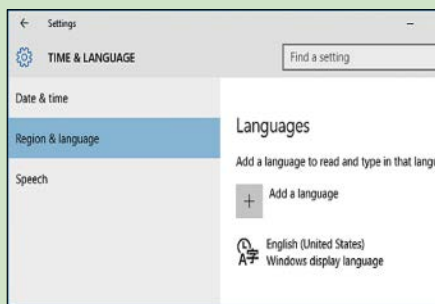 Settings
TIME & LANGUAGE
Find a setting
Date & time
Region & language
Speech
Languages
Add a language to read and type in that langu
Add a language
English (United States)
Windows display language